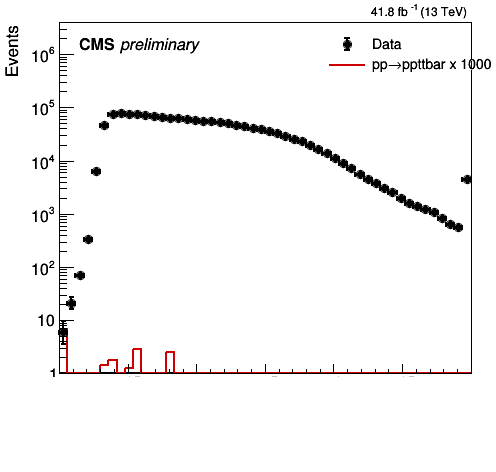 41.8 fb⁻¹ (13 TeV)
Events
CMS preliminary
Data
pp→ppttbar x 1000
10⁶
10⁵
10⁴
10³
10²
10
1